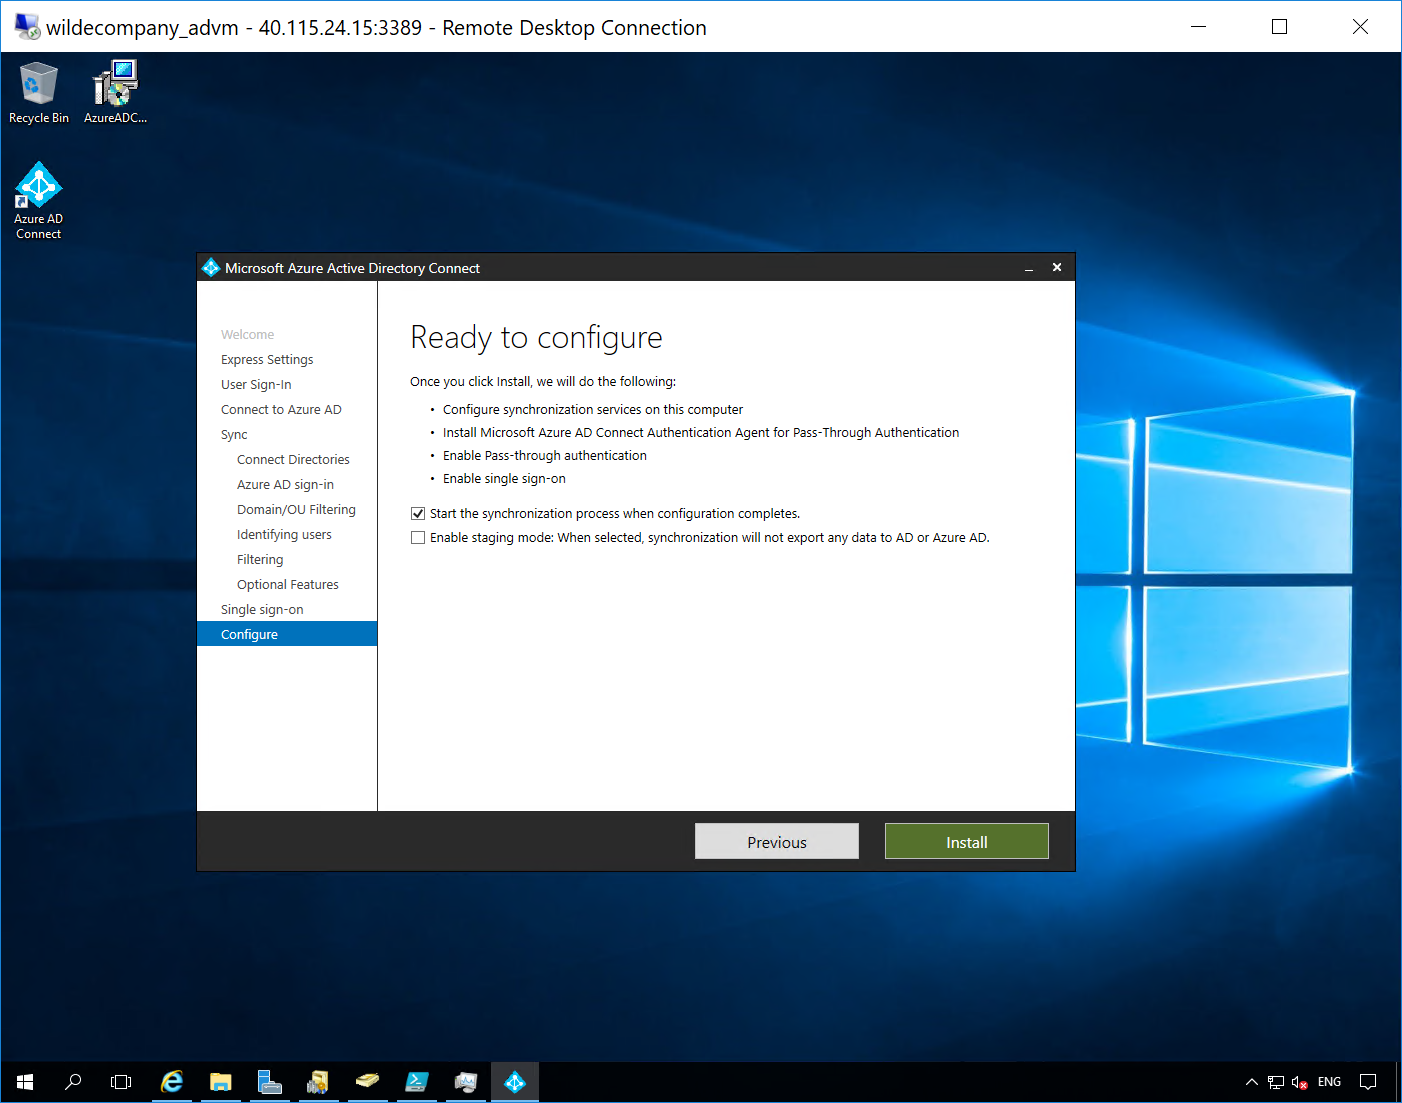 wildecompany_advm - 40.115.24.15:3389 - Remote Desktop Connection
Recycle Bin
AzureADC...
Azure AD
Connect
Microsoft Azure Active Directory Connect
Welcome
Express Settings
User Sign-In
Connect to Azure AD
Sync
Connect Directories
Azure AD sign-in
Domain/OU Filtering
Identifying users
Filtering
Optional Features
Single sign-on
Configure
Ready to configure
Once you click Install, we will do the following:
• Configure synchronization services on this computer
• Install Microsoft Azure AD Connect Authentication Agent for Pass-Through Authentication
• Enable Pass-through authentication
• Enable single sign-on
Start the synchronization process when configuration completes.
Enable staging mode: When selected, synchronization will not export any data to AD or Azure AD.
Previous
Install
ENG